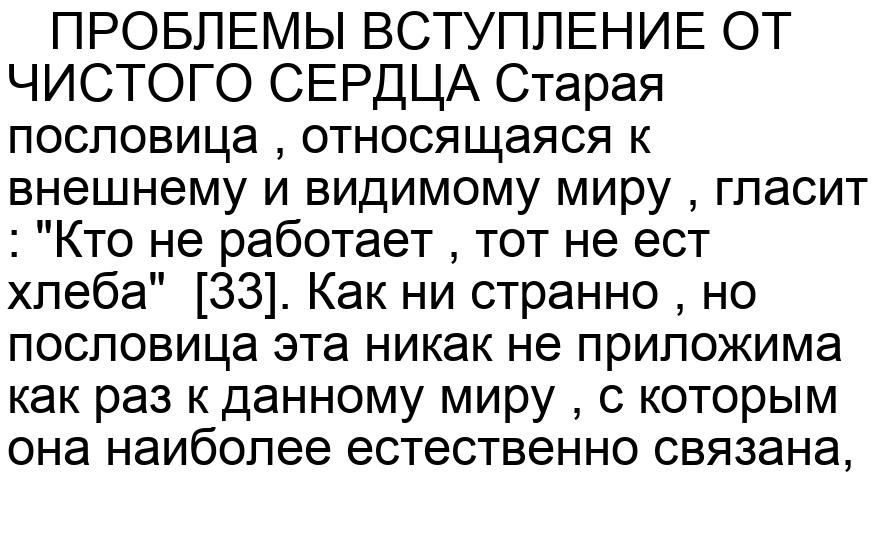 ПРОБЛЕМЫ ВСТУПЛЕНИЕ ОТ
ЧИСТОГО СЕРДЦА Старая
пословица , относящаяся к
внешнему и видимому миру , гласит
: "Кто не работает , тот не ест
хлеба"  [33]. Как ни странно , но
пословица эта никак не приложима
как раз к данному миру , с которым
она наиболее естественно связана,